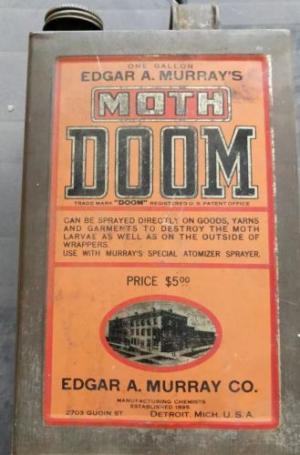 ONE GALLON
EDGAR A. MURRAY'S
MOTH
DOOM
TRADE MARK "DOOM" REGISTERED U.S. PATENT OFFICE
CAN BE SPRAYED DIRECTLY ON GOODS, YARNS
AND GARMENTS TO DESTROY THE MOTH
LARVAE AS WELL AS ON THE OUTSIDE OF
WRAPPERS.
USE WITH MURRAY'S SPECIAL ATOMIZER SPRAYER.
PRICE $5.00
EDGAR A. MURRAY CO.
MANUFACTURING CHEMISTS
ESTABLISHED 1895
2703 GUOIN ST. DETROIT, MICH. U.S.A.